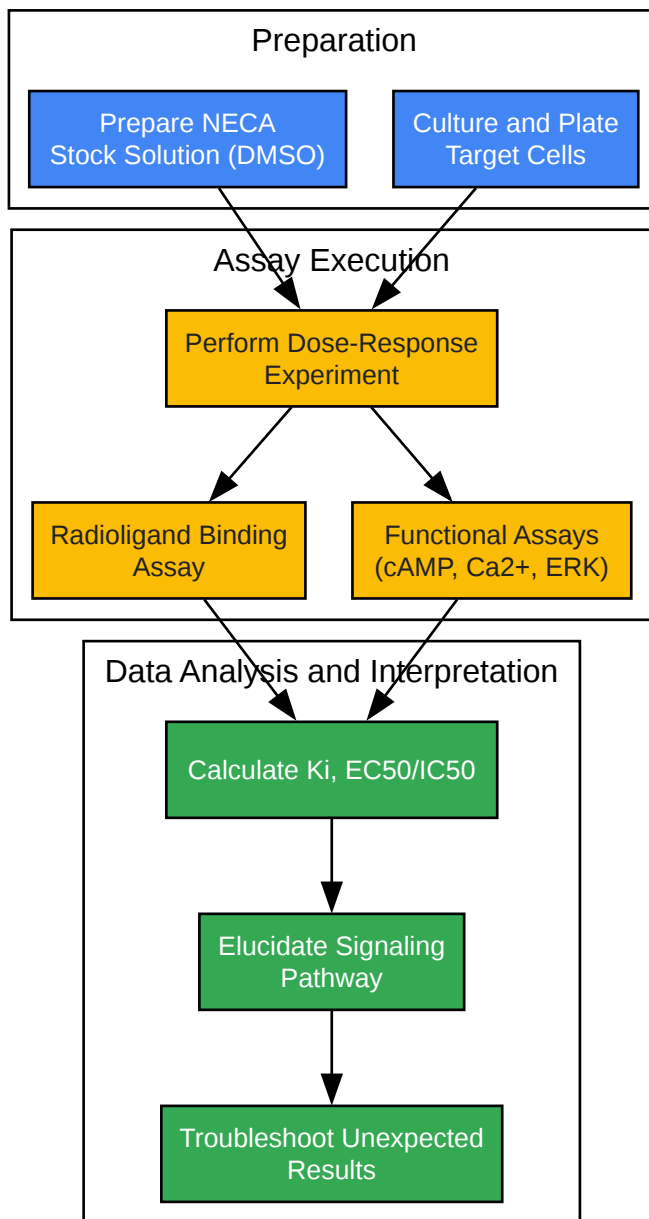 Preparation
Prepare NECA
Stock Solution (DMSO)
Culture and Plate
Target Cells
Assay Execution
Perform Dose-Response
Experiment
Radioligand Binding
Assay
Functional Assays
(cAMP, Ca2+, ERK)
Data Analysis and Interpretation
Calculate Ki, EC50/IC50
Elucidate Signaling
Pathway
Troubleshoot Unexpected
Results